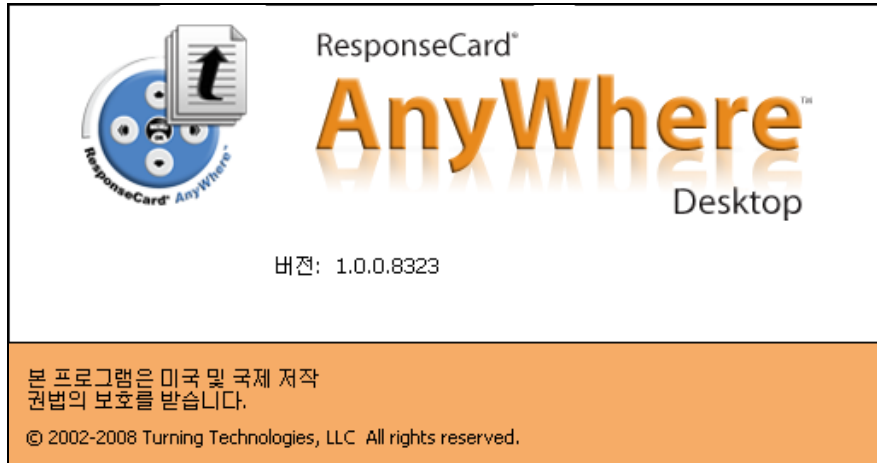 ResponseCard®
AnyWhere™
Desktop
ResponseCard® AnyWhere™
버전: 1.0.0.8323
본 프로그램은 미국 및 국제 저작
권법의 보호를 받습니다.
© 2002-2008 Turning Technologies, LLC All rights reserved.